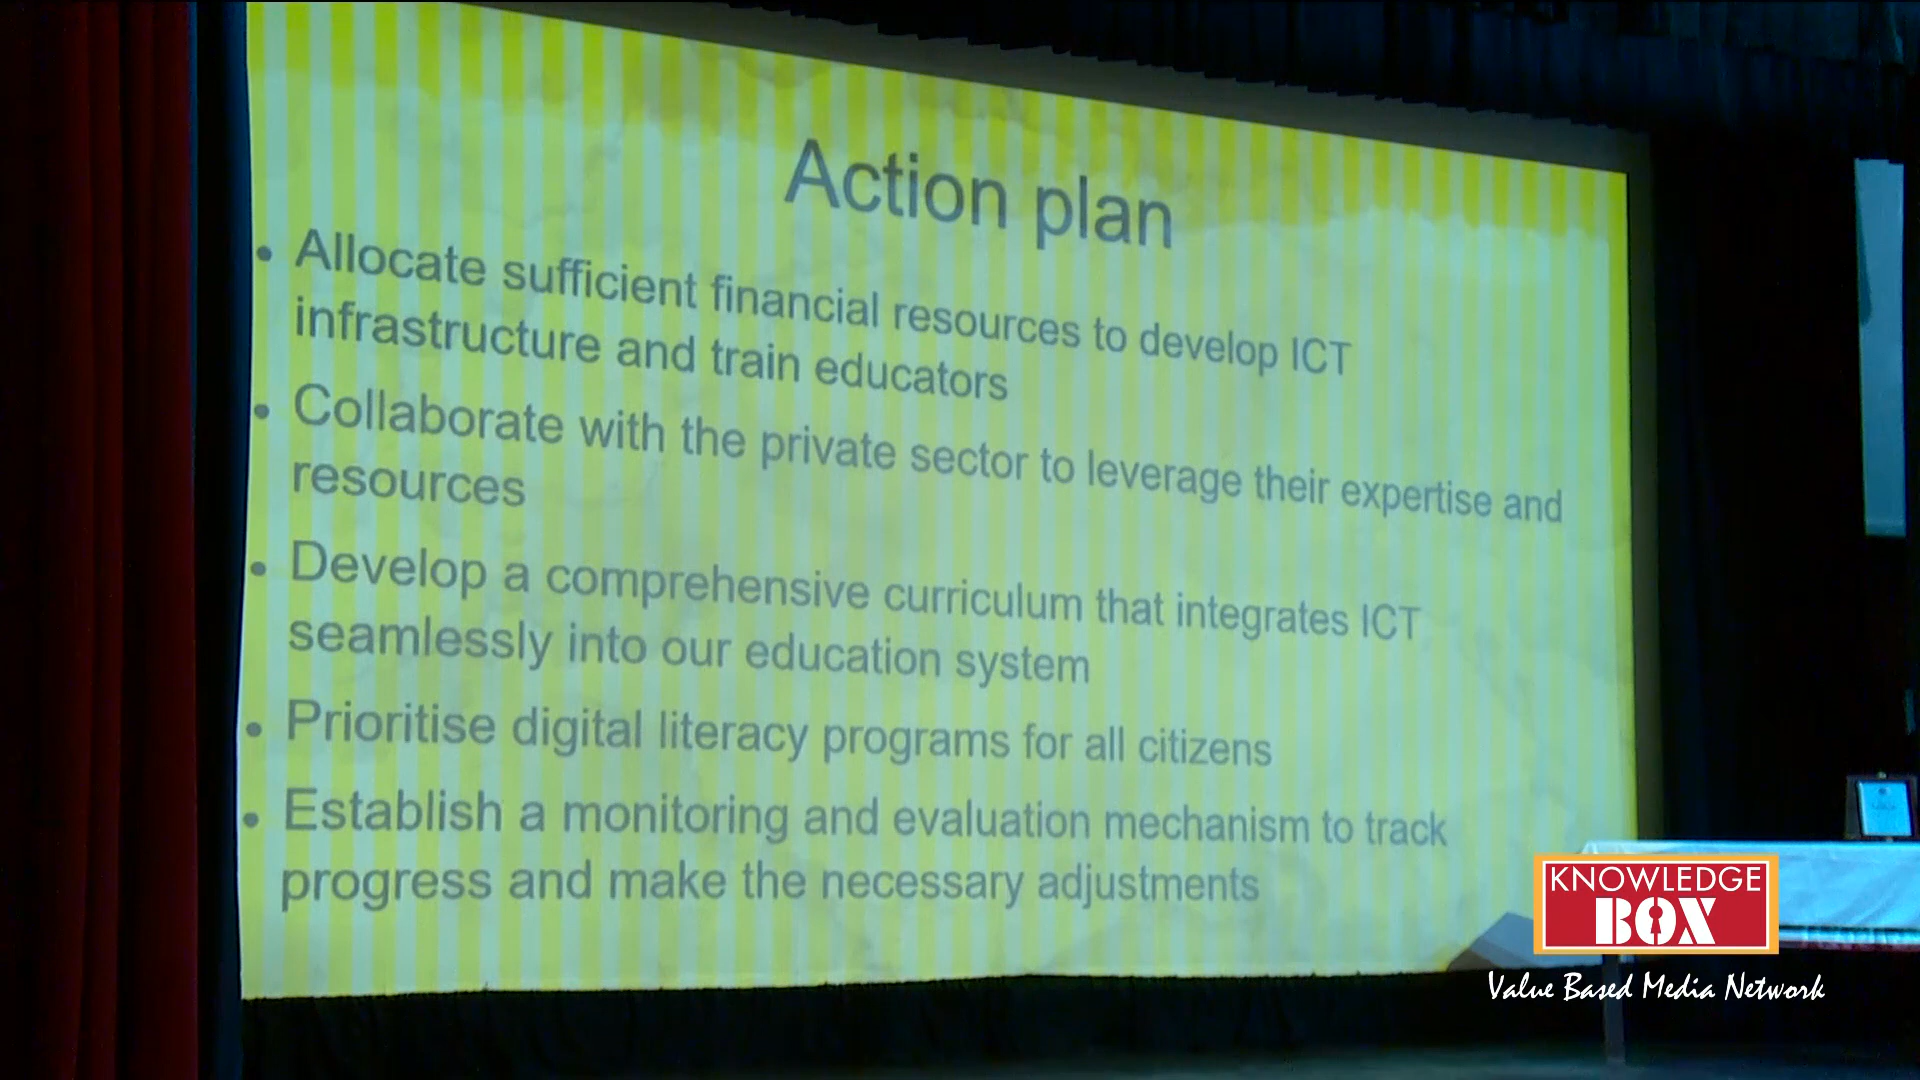 Action plan
• Allocate sufficient financial resources to develop ICT
infrastructure and train educators
• Collaborate with the private sector to leverage their expertise and
resources
• Develop a comprehensive curriculum that integrates ICT
seamlessly into our education system
• Prioritise digital literacy programs for all citizens
• Establish a monitoring and evaluation mechanism to track
progress and make the necessary adjustments
KNOWLEDGE
BOX
Value Based Media Network